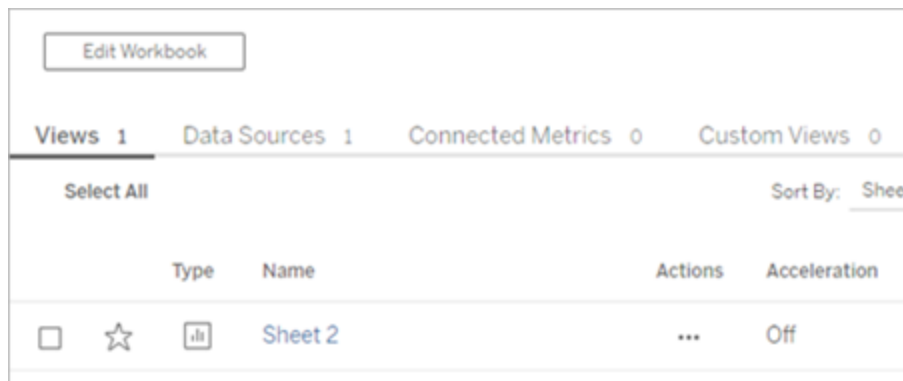 Edit Workbook
Views 1 Data Sources 1 Connected Metrics 0 Custom Views 0
Select All Sort By: Shee
Type Name Actions Acceleration
Sheet 2 ••• Off